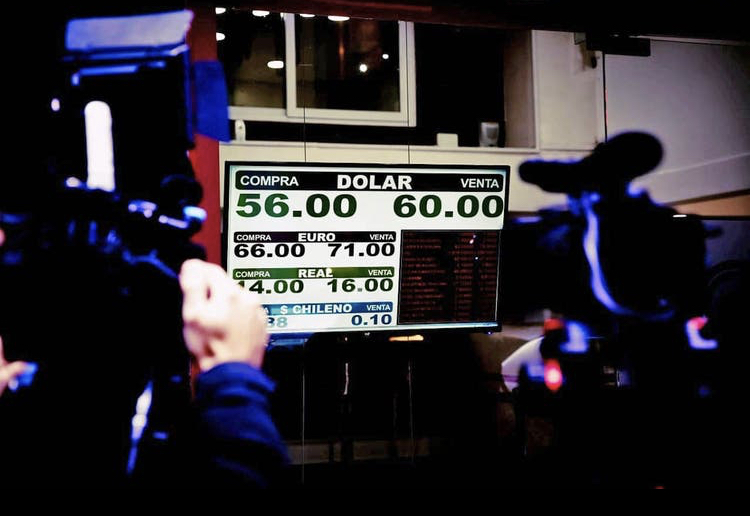 COMPRA DOLAR VENTA
56.00 60.00
COMPRA EURO VENTA
66.00 71.00
COMPRA REAL VENTA
14.00 16.00
$ CHILENO VENTA
0.10